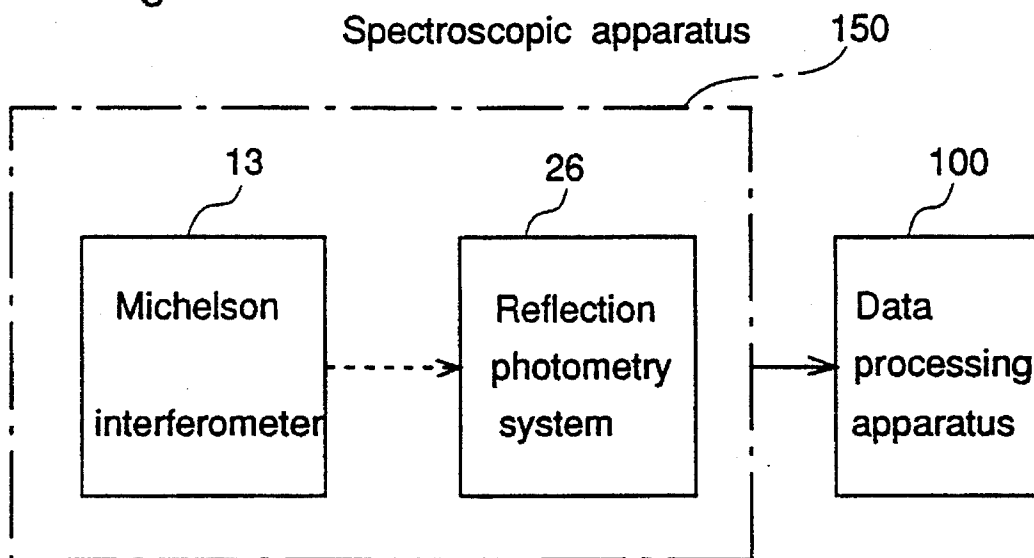 Spectroscopic apparatus 150
13
26
100
Michelson
interferometer
Reflection
photometry
system
Data
processing
apparatus